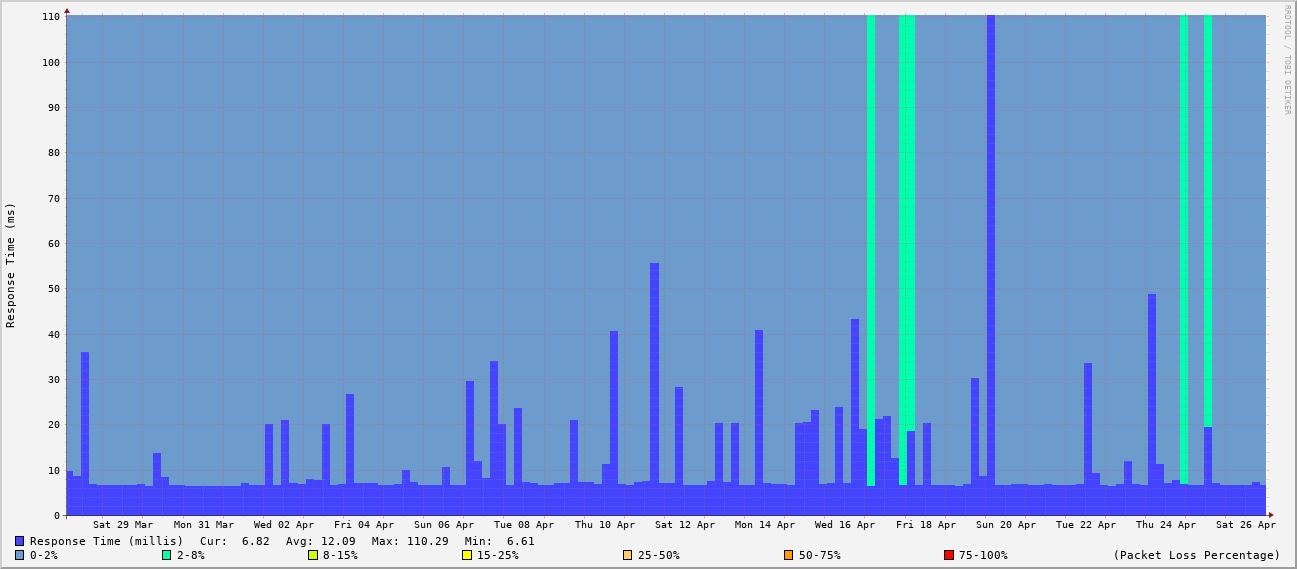 RRDTOOL / TOBI OETIKER
Response Time (ms)
110
100
90
80
70
60
50
40
30
20
10
0
Sat 29 Mar Mon 31 Mar Wed 02 Apr Fri 04 Apr Sun 06 Apr Tue 08 Apr Thu 10 Apr Sat 12 Apr Mon 14 Apr Wed 16 Apr Fri 18 Apr Sun 20 Apr Tue 22 Apr Thu 24 Apr Sat 26 Apr
Response Time (millis) Cur: 6.82 Avg: 12.09 Max: 110.29 Min: 6.61
0-2% 2-8% 8-15% 15-25% 25-50% 50-75% 75-100% (Packet Loss Percentage)